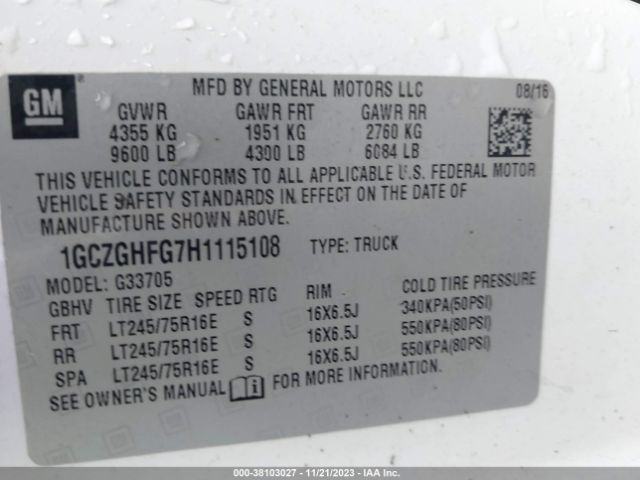 GM
MFD BY GENERAL MOTORS LLC 08/16
GVWR GAWR FRT GAWR RR
4355 KG 1951 KG 2760 KG
9600 LB 4300 LB 6084 LB
THIS VEHICLE CONFORMS TO ALL APPLICABLE U.S. FEDERAL MOTOR
VEHICLE SAFETY STANDARDS IN EFFECT ON THE DATE OF
MANUFACTURE SHOWN ABOVE.
1GCZGHFG7H1115108 TYPE: TRUCK
MODEL: G33705
GBHV TIRE SIZE SPEED RTG RIM COLD TIRE PRESSURE
FRT LT245/75R16E S 16X6.5J 340KPA(50PSI)
RR LT245/75R16E S 16X6.5J 550KPA(80PSI)
SPA LT245/75R16E S 16X6.5J 550KPA(80PSI)
SEE OWNER'S MANUAL FOR MORE INFORMATION.
000-38103027 - 11/21/2023 - IAA Inc.